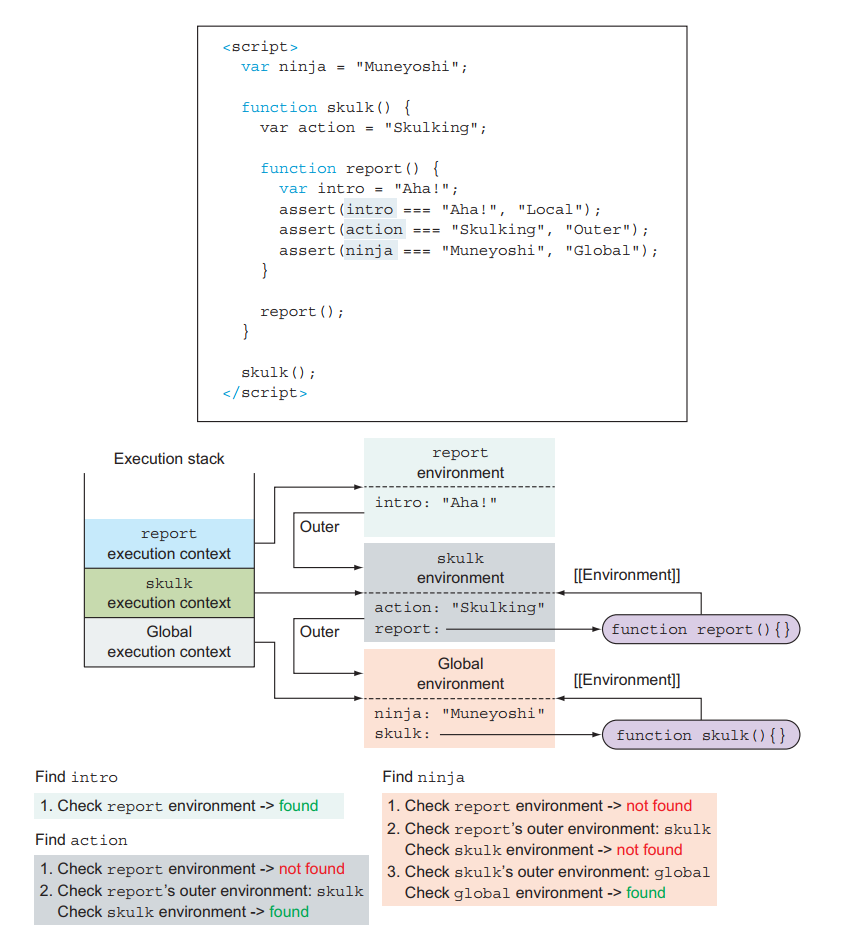 <script>
var ninja = "Muneyoshi";
function skulk() {
var action = "Skulking";
function report() {
var intro = "Aha!";
assert(intro === "Aha!", "Local");
assert(action === "Skulking", "Outer");
assert(ninja === "Muneyoshi", "Global");
}
report();
}
skulk();
</script>
Execution stack
report
execution context
skulk
execution context
Global
execution context
report
environment
intro: "Aha!"
Outer
skulk
environment
action: "Skulking"
report:
[[Environment]]
function report(){}
Outer
Global
environment
ninja: "Muneyoshi"
skulk:
[[Environment]]
function skulk(){}
Find intro
1. Check report environment -> found
Find action
1. Check report environment -> not found
2. Check report's outer environment: skulk
Check skulk environment -> found
Find ninja
1. Check report environment -> not found
2. Check report's outer environment: skulk
Check skulk environment -> not found
3. Check skulk's outer environment: global
Check global environment -> found